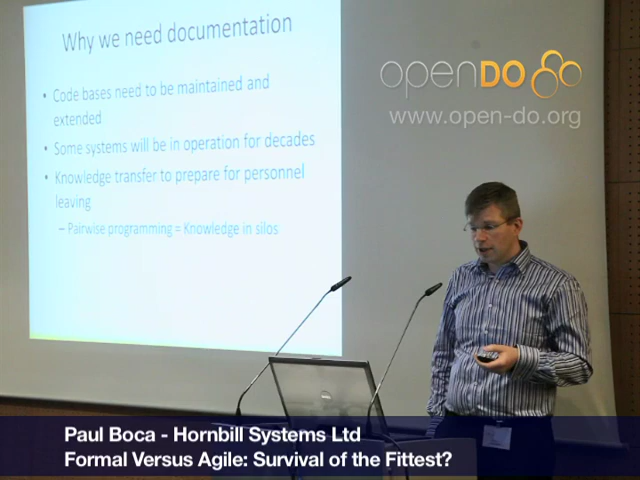 Why we need documentation
• Code bases need to be maintained and
extended
• Some systems will be in operation for decades
• Knowledge transfer to prepare for personnel
leaving
– Pairwise programming = Knowledge in silos
openDO
www.open-do.org
Paul Boca - Hornbill Systems Ltd
Formal Versus Agile: Survival of the Fittest?